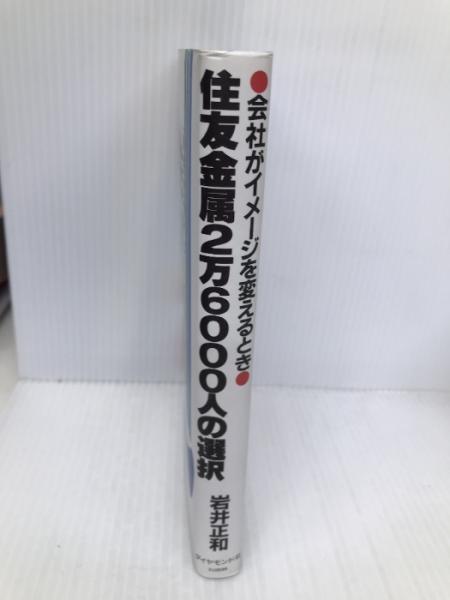 ●会社がイメージを変えるとき●
住友金属2万6000人の選択
岩井正和
ダイヤモンド社